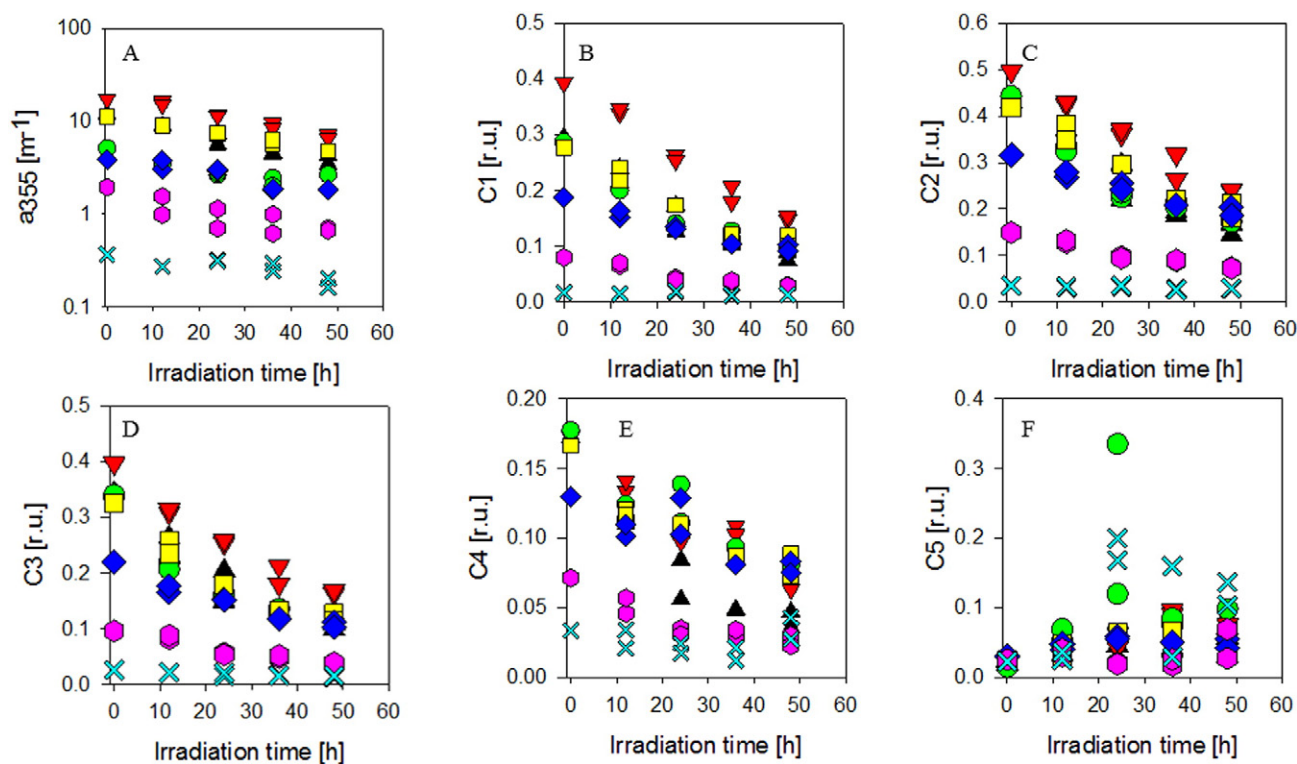 A
a355 [m-1]
100
10
1
0.1
0 10 20 30 40 50 60
Irradiation time [h]
B
C1 [r.u.]
0.5
0.4
0.3
0.2
0.1
0.0
0 10 20 30 40 50 60
Irradiation time [h]
C
C2 [r.u.]
0.6
0.5
0.4
0.3
0.2
0.1
0.0
0 10 20 30 40 50 60
Irradiation time [h]
D
C3 [r.u.]
0.5
0.4
0.3
0.2
0.1
0.0
0 10 20 30 40 50 60
Irradiation time [h]
E
C4 [r.u.]
0.20
0.15
0.10
0.05
0.00
0 10 20 30 40 50 60
Irradiation time [h]
F
C5 [r.u.]
0.4
0.3
0.2
0.1
0.0
0 10 20 30 40 50 60
Irradiation time [h]